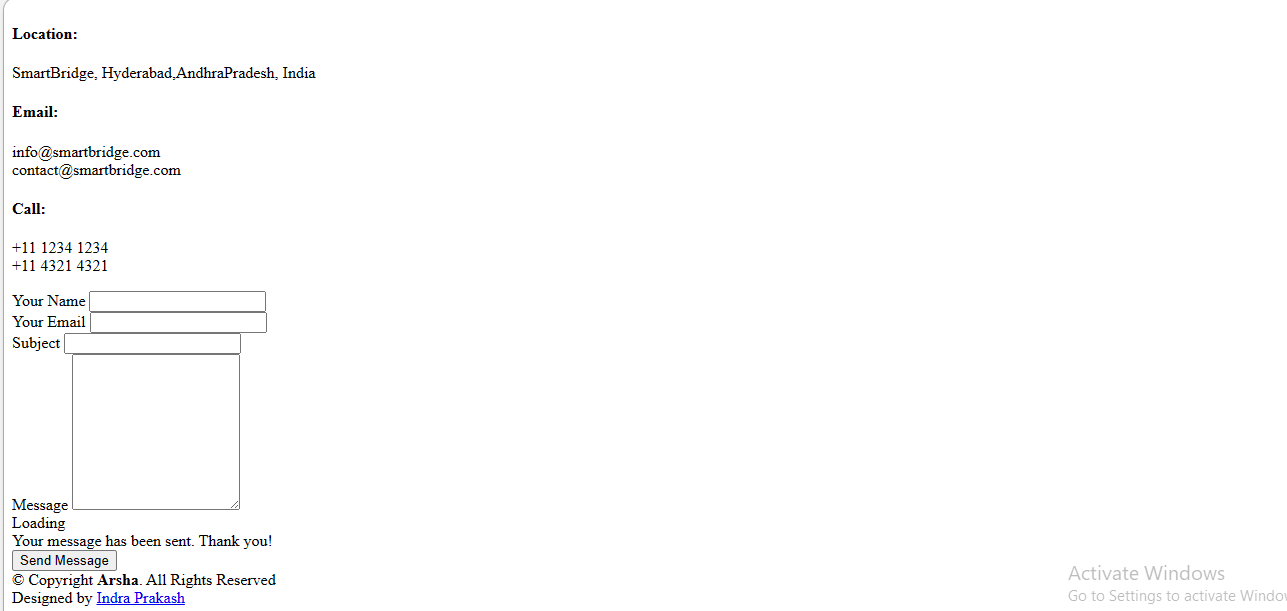 Location:
SmartBridge, Hyderabad,AndhraPradesh, India
Email:
info@smartbridge.com
contact@smartbridge.com
Call:
+11 1234 1234
+11 4321 4321
Your Name
Your Email
Subject
Message
Loading
Your message has been sent. Thank you!
Send Message
© Copyright Arsha. All Rights Reserved
Designed by Indra Prakash
Activate Windows
Go to Settings to activate Windo